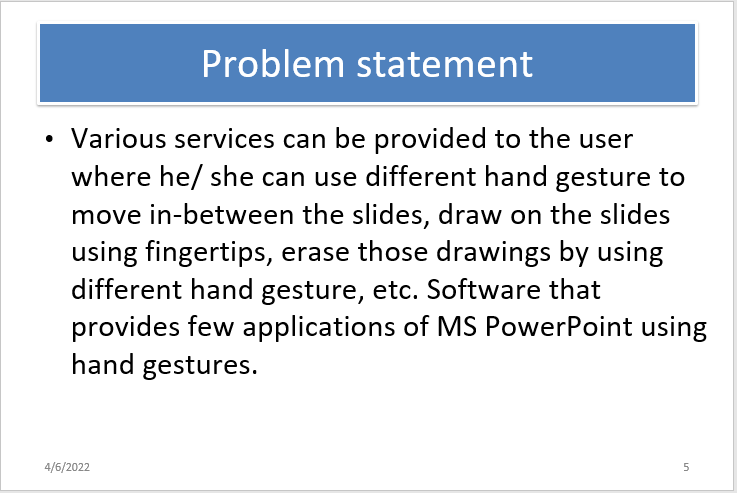 Problem statement
• Various services can be provided to the user
where he/ she can use different hand gesture to
move in-between the slides, draw on the slides
using fingertips, erase those drawings by using
different hand gesture, etc. Software that
provides few applications of MS PowerPoint using
hand gestures.
4/6/2022
5